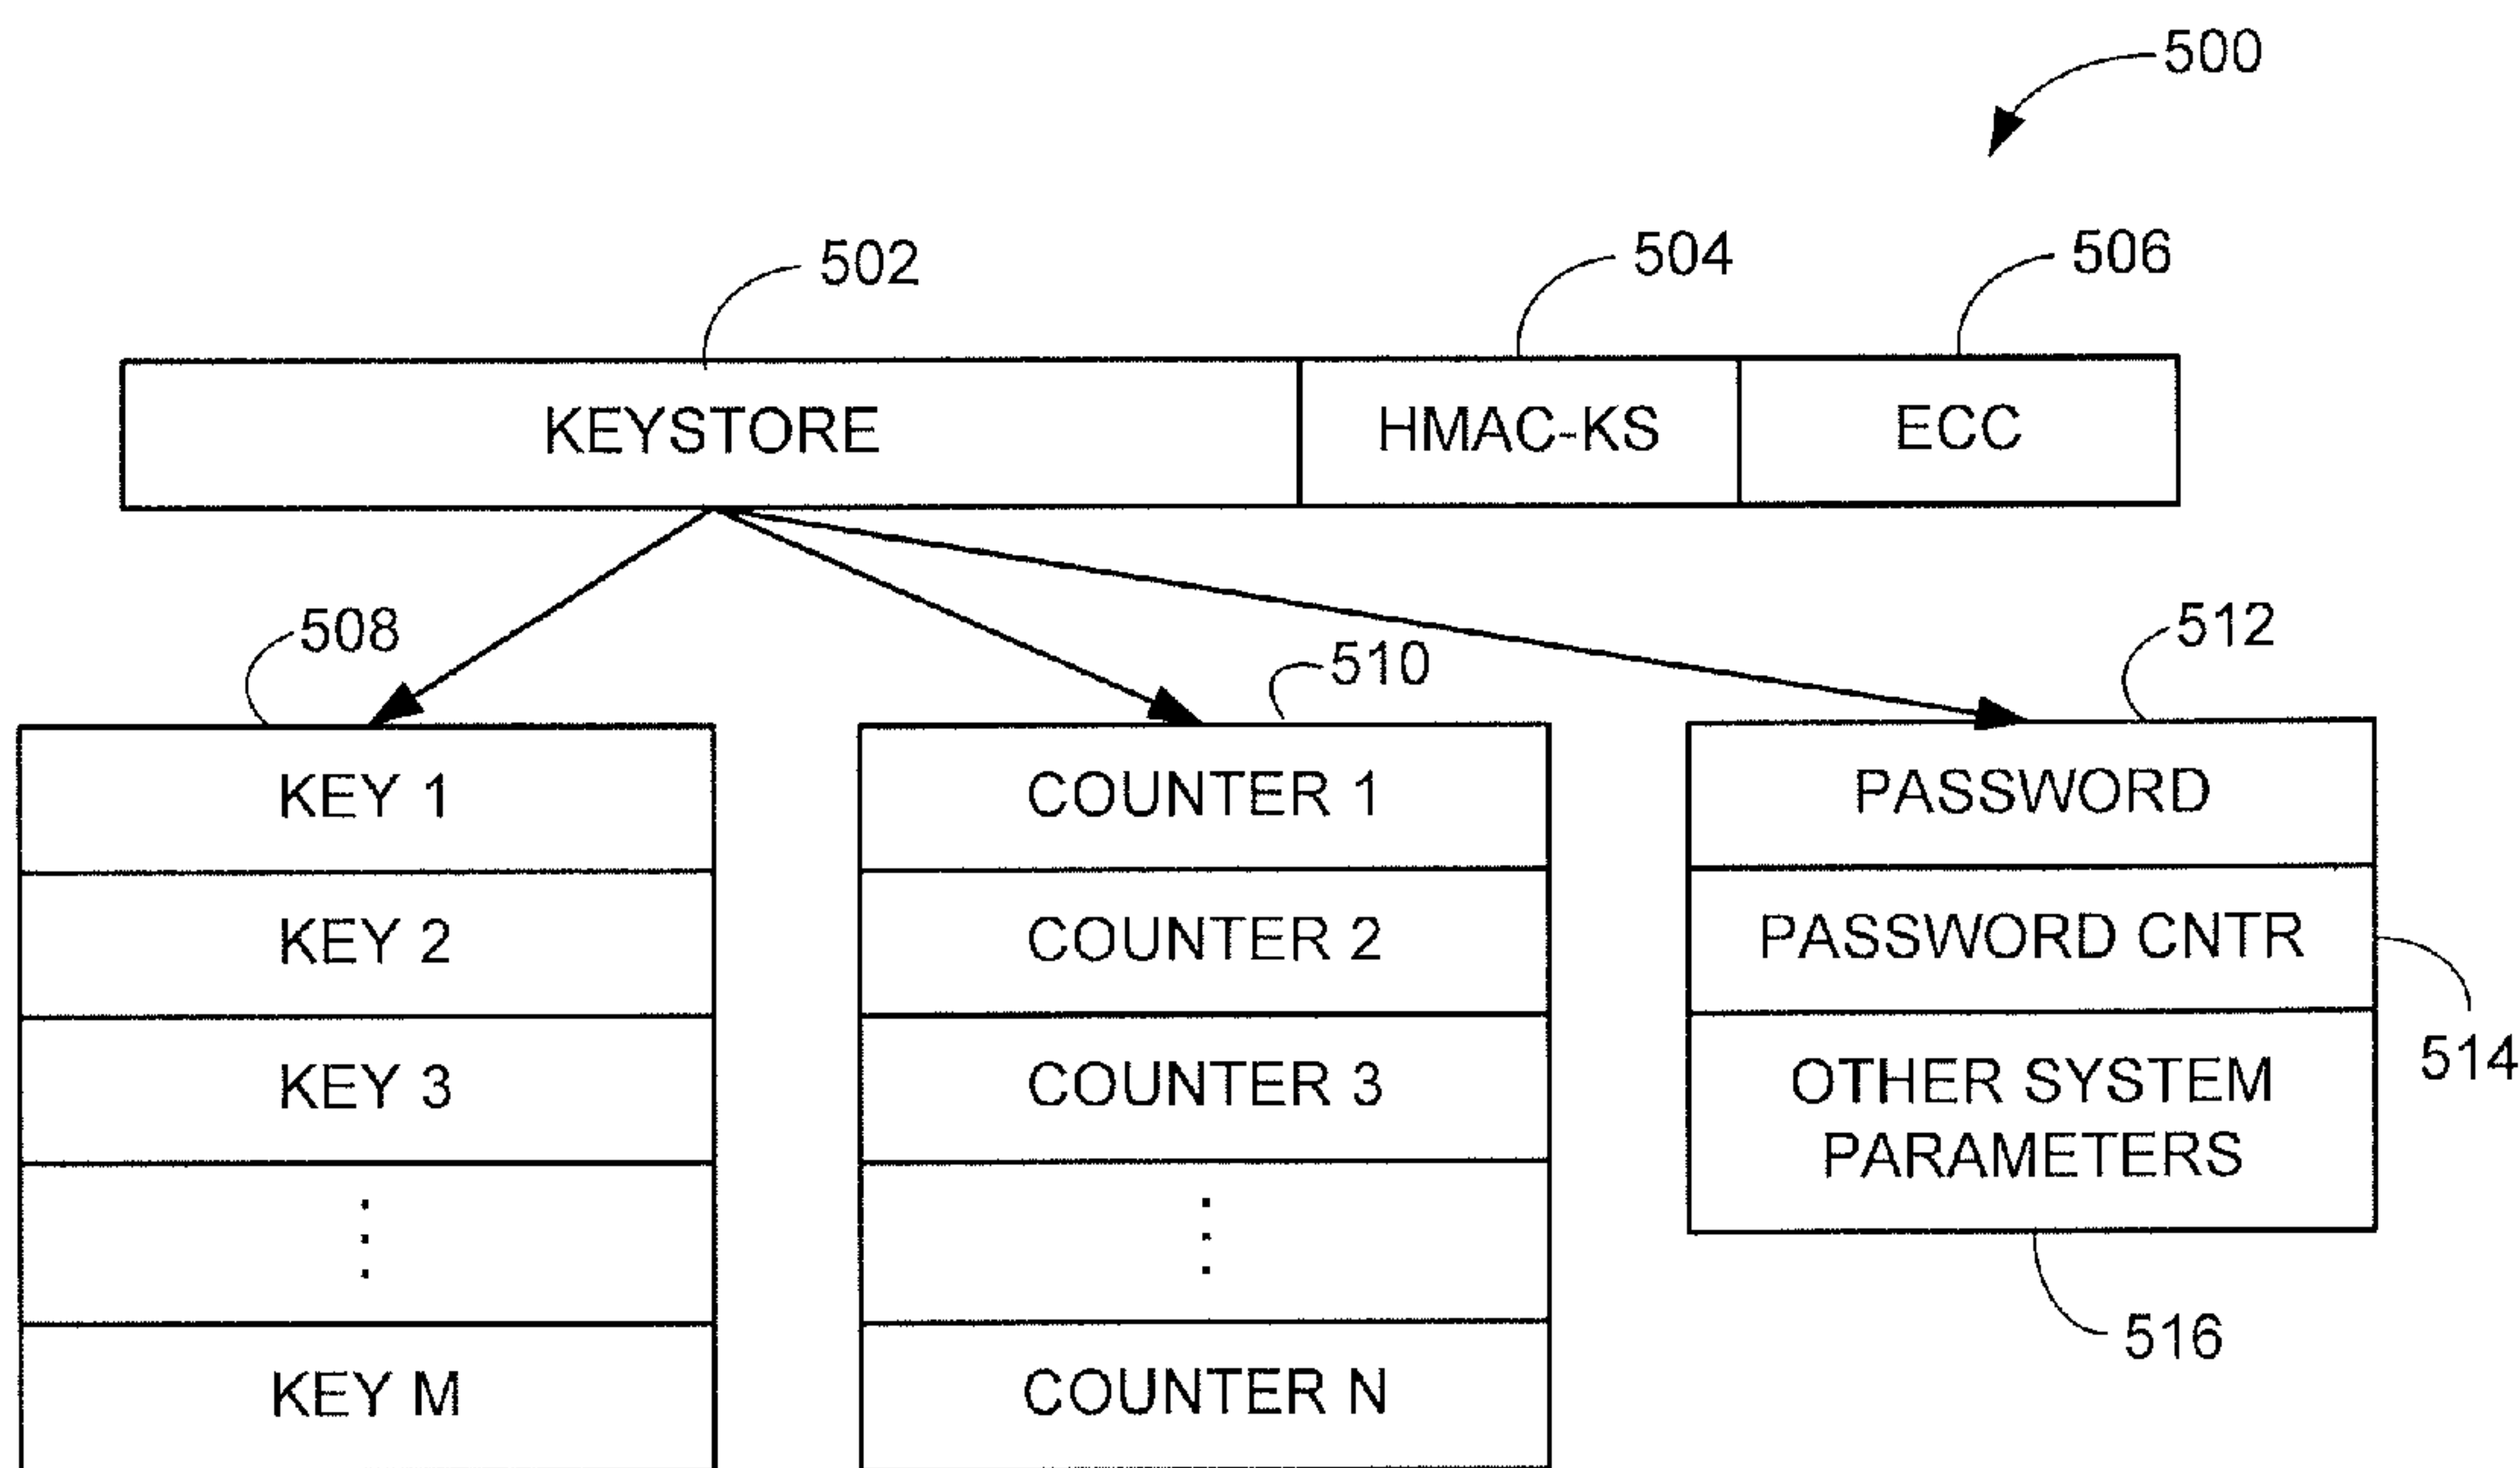 500
502
504
506
KEYSTORE
HMAC-KS
ECC
508
510
512
KEY 1
COUNTER 1
PASSWORD
KEY 2
COUNTER 2
PASSWORD CNTR
514
KEY 3
COUNTER 3
OTHER SYSTEM
PARAMETERS
516
KEY M
COUNTER N